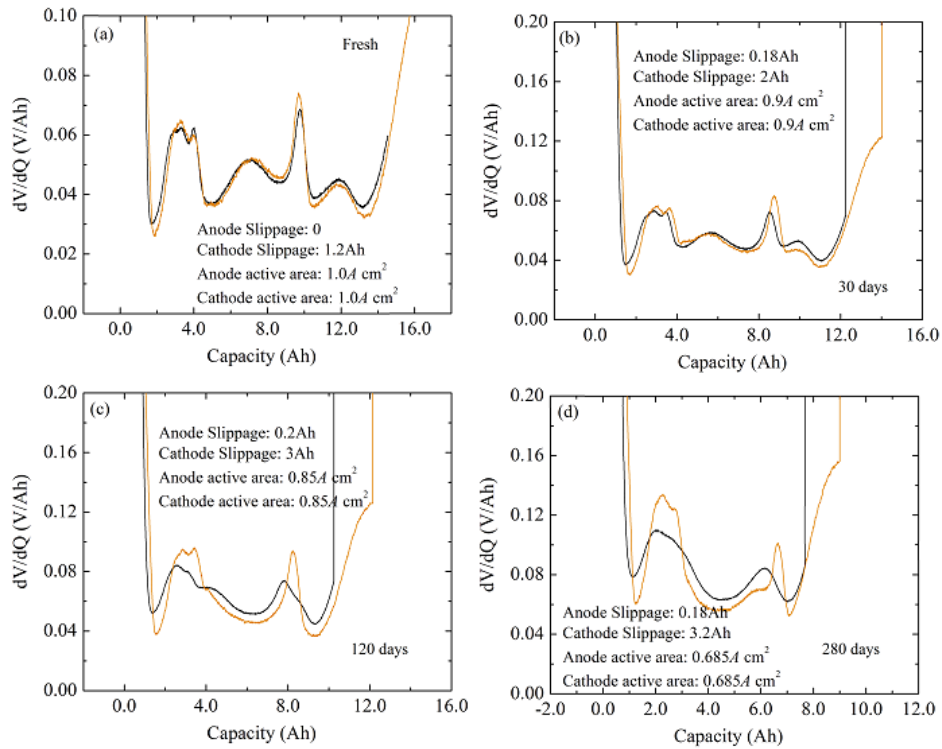 (a)
Fresh
Anode Slippage: 0
Cathode Slippage: 1.2Ah
Anode active area: 1.0A cm²
Cathode active area: 1.0A cm²
dV/dQ (V/Ah)
0.10
0.08
0.06
0.04
0.02
0.00
0.0 4.0 8.0 12.0 16.0
Capacity (Ah)
(b)
Anode Slippage: 0.18Ah
Cathode Slippage: 2Ah
Anode active area: 0.9A cm²
Cathode active area: 0.9A cm²
30 days
dV/dQ (V/Ah)
0.20
0.16
0.12
0.08
0.04
0.00
-2.0 0.0 2.0 4.0 6.0 8.0 10.0 12.0 14.0 16.0
Capacity (Ah)
(c)
Anode Slippage: 0.2Ah
Cathode Slippage: 3Ah
Anode active area: 0.85A cm²
Cathode active area: 0.85A cm²
120 days
dV/dQ (V/Ah)
0.20
0.16
0.12
0.08
0.04
0.00
0.0 4.0 8.0 12.0 16.0
Capacity (Ah)
(d)
Anode Slippage: 0.18Ah
Cathode Slippage: 3.2Ah
Anode active area: 0.685A cm²
Cathode active area: 0.685A cm²
280 days
dV/dQ (V/Ah)
0.20
0.16
0.12
0.08
0.04
0.00
-2.0 0.0 2.0 4.0 6.0 8.0 10.0 12.0
Capacity (Ah)